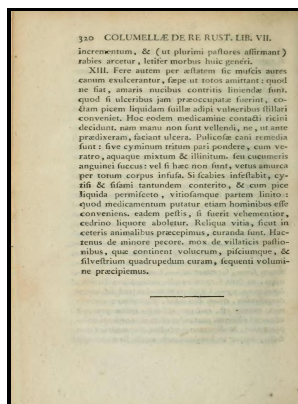 320 COLUMELLÆ DE RE RUST. LIB. VII.
incrementum, & (ut plurimi pastores affirmant)
rabies arcetur, letifer morbus huic generi.
XIII. Fere autem per æstatem sic muscis aures
canum exulcerantur, sæpe ut totos amittant: quod
ne fiat, amaris nucibus contritis liniendæ sunt.
quod si ulceribus jam præoccupatæ fuerint, co-
ctam picem liquidam suillæ adipi vulneribus stillari
conveniet. Hoc eodem medicamine contacti ricini
decidunt. nam manu non sunt vellendi, ne, ut ante
prædixeram, faciant ulcera. Pulicosæ cani remedia
sunt: sive cyminum tritum pari pondere, cum ve-
ratro, aquaque mixtum & illinitum. seu cucumeris
anguinei succus: vel si hæc non sunt, vetus amurca
per totum corpus infusa. Si scabies infestabit, cy-
tisi & sisami tantundem conterito, & cum pice
liquida permisceto, vitiosamque partem linito:
quod medicamentum putatur etiam hominibus esse
conveniens. eadem pestis, si fuerit vehementior,
cedrino liquore aboletur. Reliqua vitia, sicut in
ceteris animalibus præcepimus, curanda sunt. Hac-
tenus de minore pecore. mox de villaticis pastio-
nibus, quæ continent volucrum, pisciumque, &
silvestrium quadrupedum curam, sequenti volumi-
ne præcipiemus.